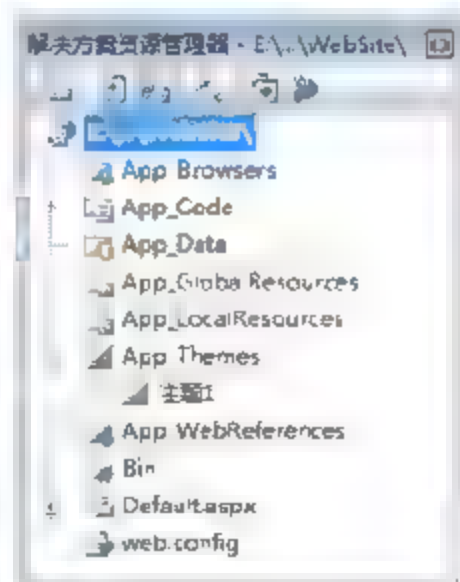 解决方案资源管理器 - E:\..\WebSite\
App_Browsers
App_Code
App_Data
App_GlobalResources
App_LocalResources
App_Themes
主题1
App_WebReferences
Bin
Default.aspx
web.config